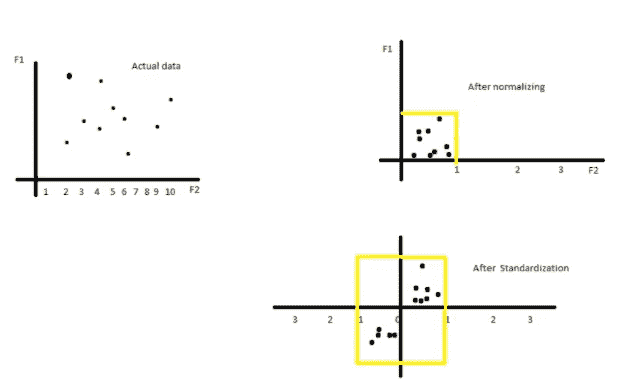 F1
Actual data
1 2 3 4 5 6 7 8 9 10 F2
F1
After normalizing
1 2 3 F2
After Standardization
3 2 1 0 1 2 3